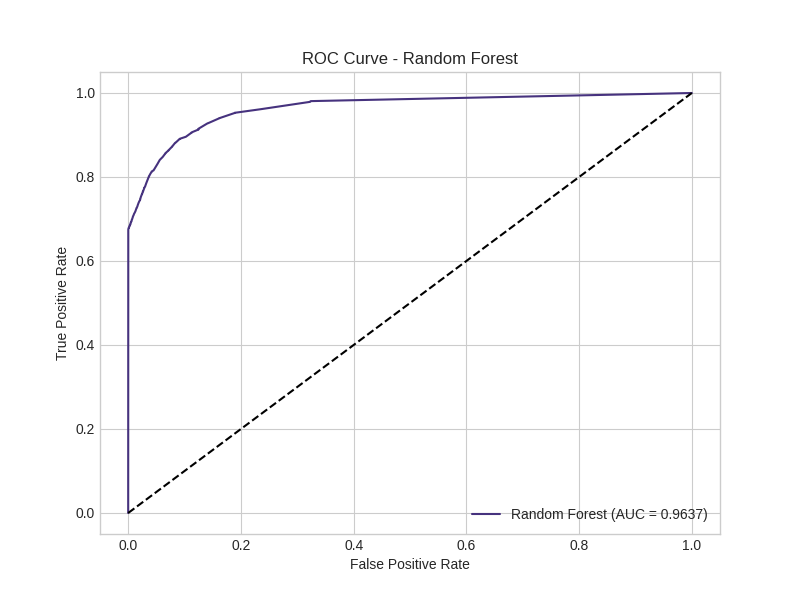 ROC Curve - Random Forest
True Positive Rate
1.0
0.8
0.6
0.4
0.2
0.0
Random Forest (AUC = 0.9637)
0.0 0.2 0.4 0.6 0.8 1.0
False Positive Rate